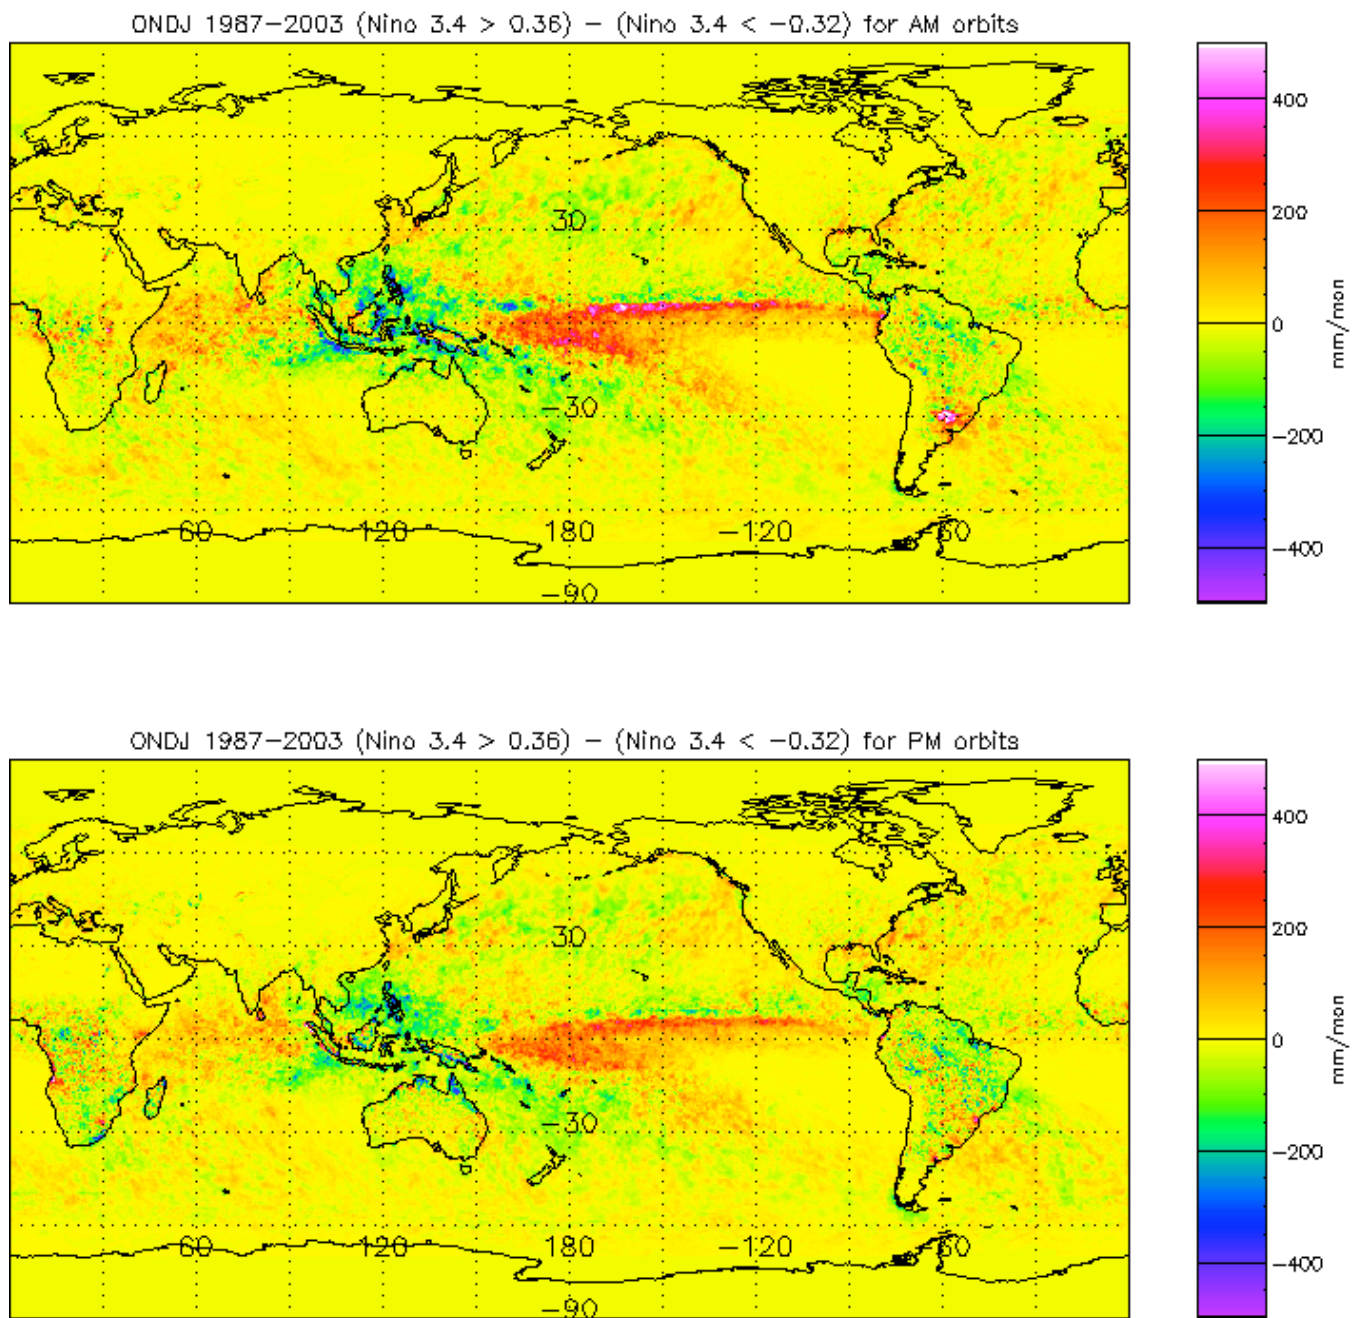 ONDJ 1987-2003 (Nino 3.4 > 0.36) - (Nino 3.4 < -0.32) for AM orbits
400
30
200
0
mm/mon
-30
-200
60 120 180 -120 -60
-400
-90
ONDJ 1987-2003 (Nino 3.4 > 0.36) - (Nino 3.4 < -0.32) for PM orbits
400
30
200
0
mm/mon
-30
-200
60 120 180 -120 -60
-400
-90